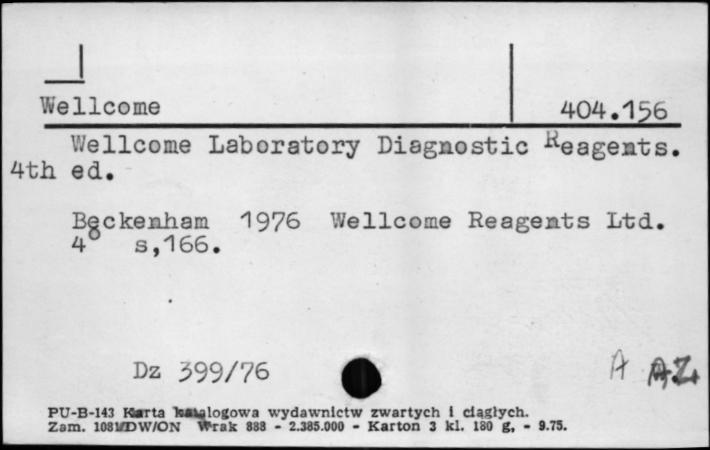 Wellcome 404.156
Wellcome Laboratory Diagnostic Reagents.
4th ed.
Beckenham 1976 Wellcome Reagents Ltd.
4° s,166.
Dz 399/76
A A.Z.
PU-B-143 Karta katalogowa wydawnictw zwartych i ciągłych.
Zam. 1081/DW/ON Wrak 888 - 2.385.000 - Karton 3 kl. 180 g, - 9.75.